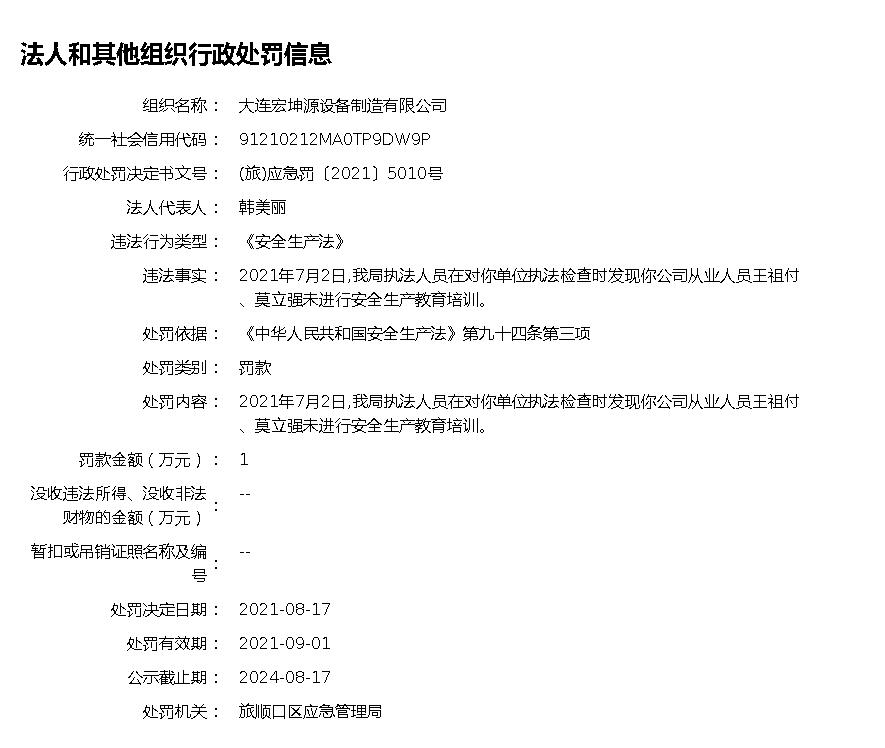 法人和其他组织行政处罚信息
组织名称： 大连宏坤源设备制造有限公司
统一社会信用代码： 91210212MA0TP9DW9P
行政处罚决定书文号： (旅)应急罚〔2021〕5010号
法人代表人： 韩美丽
违法行为类型： 《安全生产法》
违法事实： 2021年7月2日,我局执法人员在对你单位执法检查时发现你公司从业人员王祖付
、莫立强未进行安全生产教育培训。
处罚依据： 《中华人民共和国安全生产法》第九十四条第三项
处罚类别： 罚款
处罚内容： 2021年7月2日,我局执法人员在对你单位执法检查时发现你公司从业人员王祖付
、莫立强未进行安全生产教育培训。
罚款金额（万元）： 1
没收违法所得、没收非法
财物的金额（万元）： --
暂扣或吊销证照名称及编
号： --
处罚决定日期： 2021-08-17
处罚有效期： 2021-09-01
公示截止期： 2024-08-17
处罚机关： 旅顺口区应急管理局